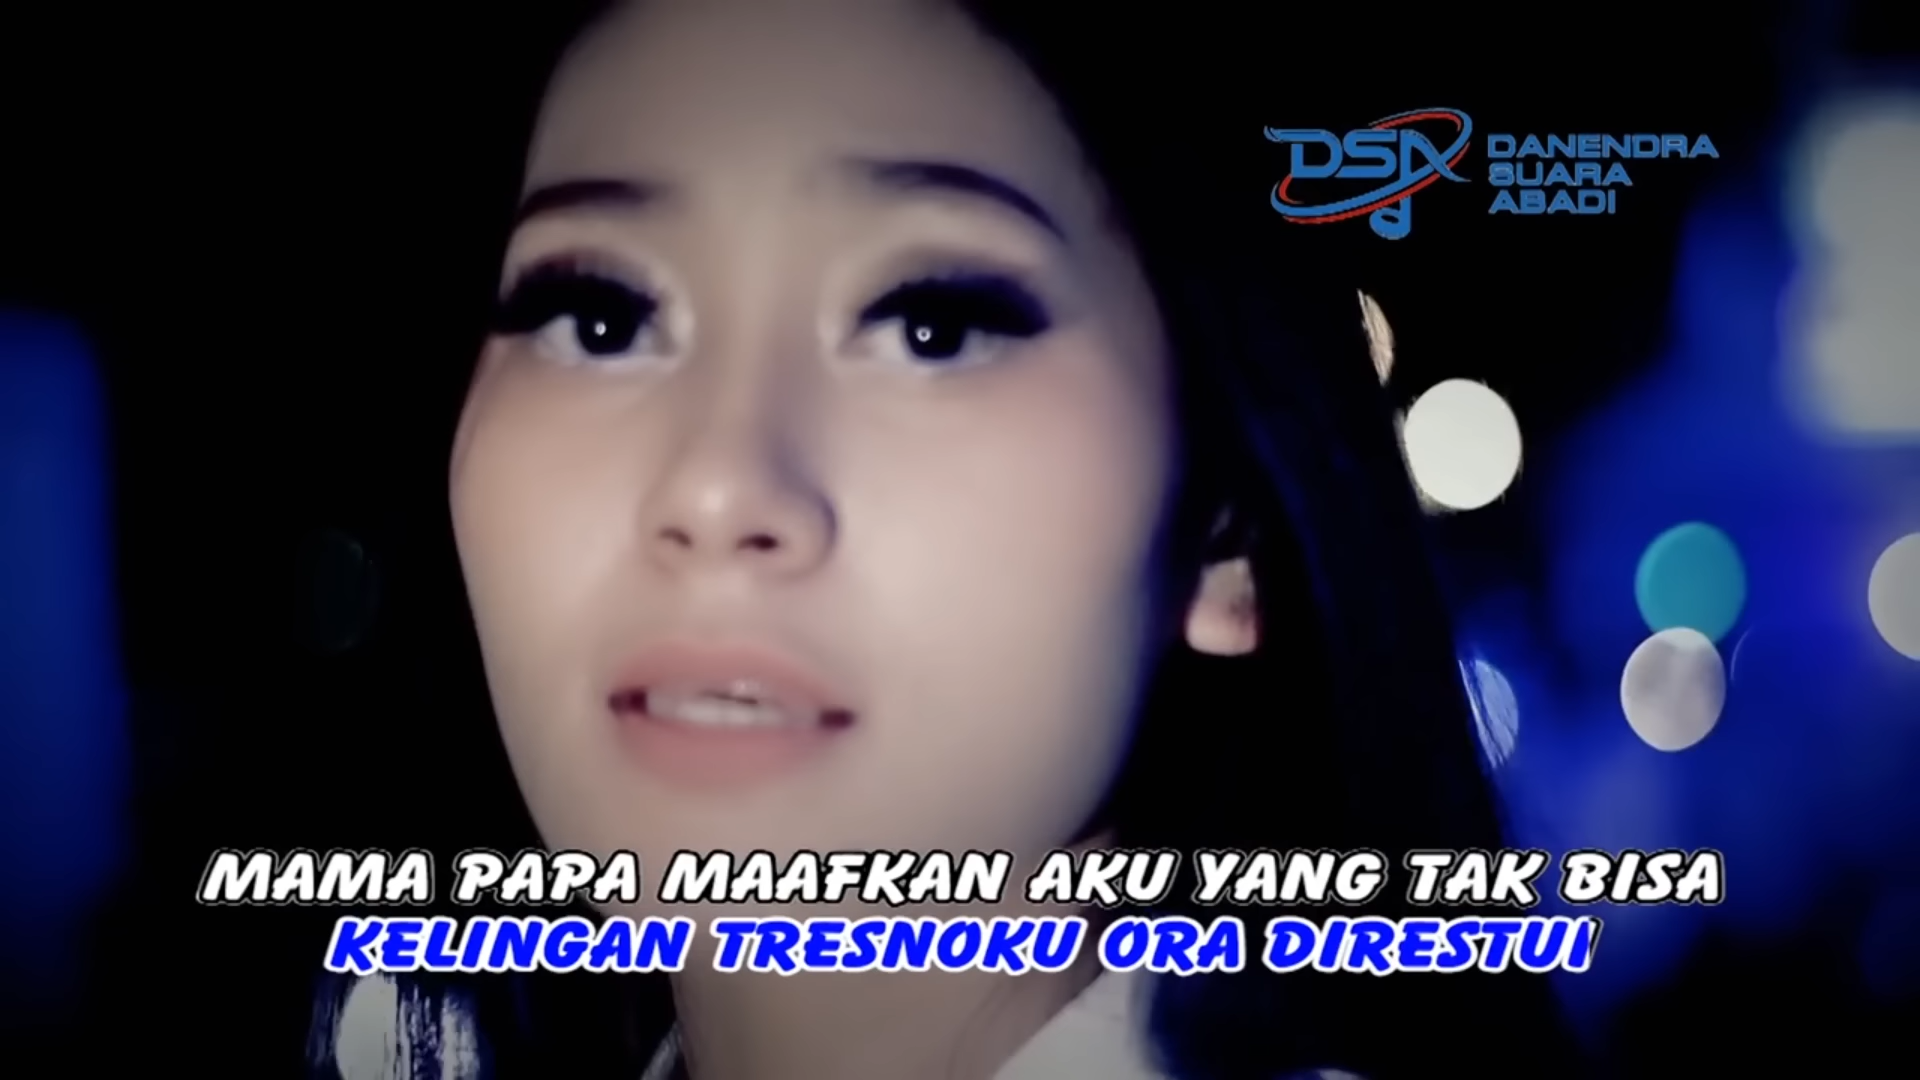 DSA
DANENDRA
SUARA
ABADI
MAMA PAPA MAAFKAN AKU YANG TAK BISA
KELINGAN TRESNOKU ORA DIRESTUI